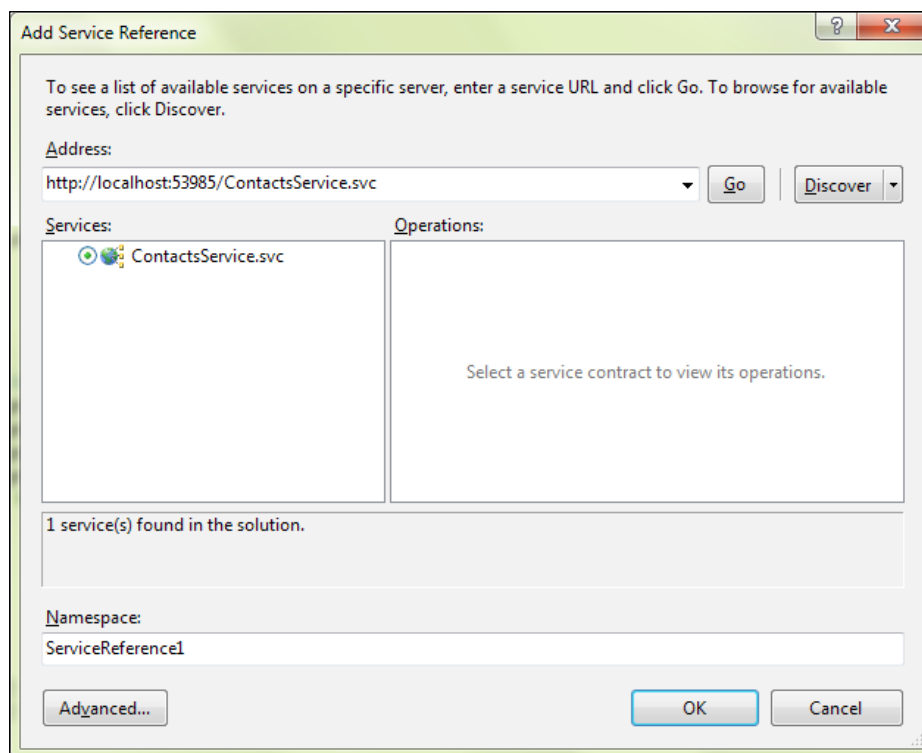 Add Service Reference
To see a list of available services on a specific server, enter a service URL and click Go. To browse for available
services, click Discover.
Address:
http://localhost:53985/ContactsService.svc
Go
Discover
Services:
Operations:
ContactsService.svc
Select a service contract to view its operations.
1 service(s) found in the solution.
Namespace:
ServiceReference1
Advanced...
OK
Cancel